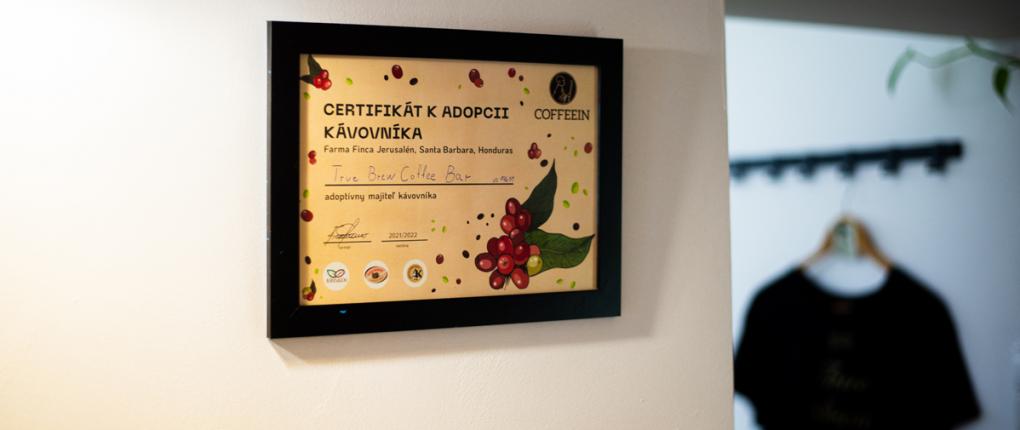 CERTIFIKÁT K ADOPCII
KÁVOVNÍKA
COFFEEIN
Farma Finca Jerusalén, Santa Barbara, Honduras
True Brew Coffee Bar
adoptívny majiteľ kávovníka
2021/2022